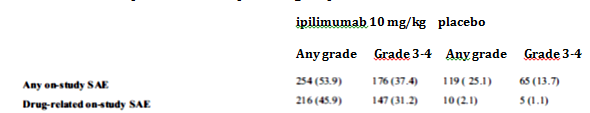 ipilimumab 10 mg/kg placebo
Any grade Grade 3-4 Any grade Grade 3-4
Any on-study SAE 254 (53.9) 176 (37.4) 119 ( 25.1) 65 (13.7)
Drug-related on-study SAE 216 (45.9) 147 (31.2) 10 (2.1) 5 (1.1)